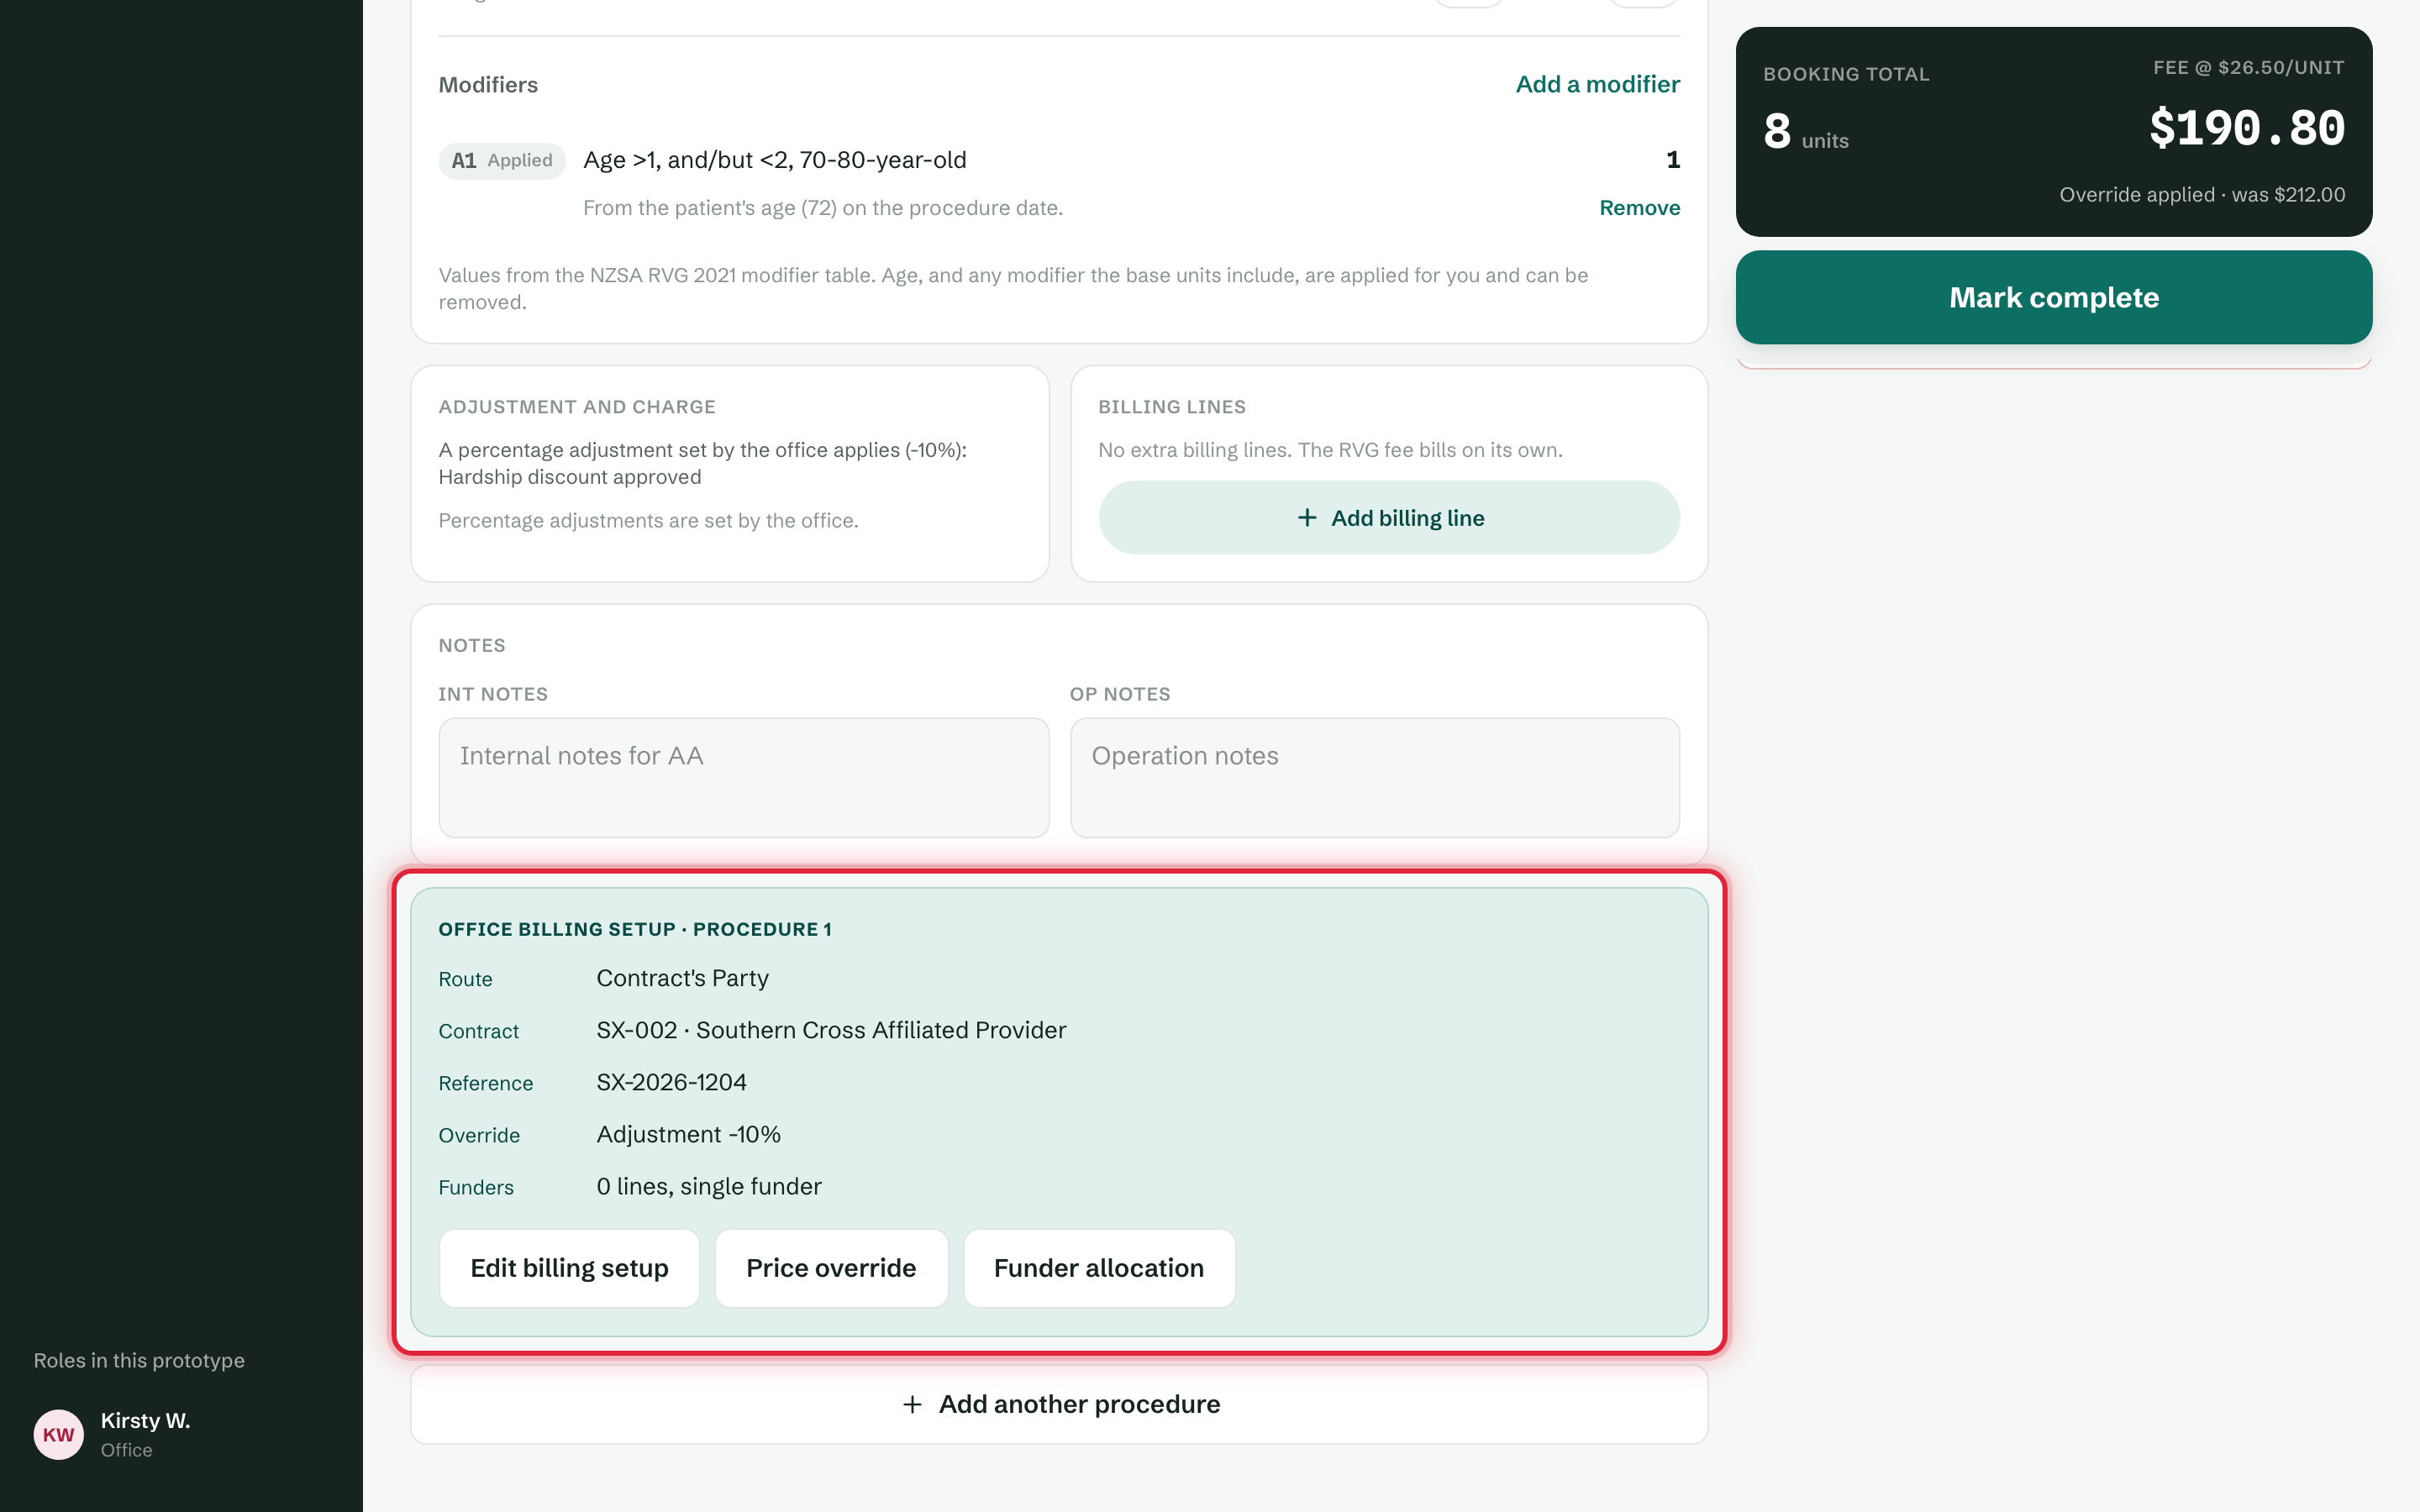 Modifiers
Add a modifier
A1 Applied
Age >1, and/but <2, 70-80-year-old
1
From the patient's age (72) on the procedure date.
Remove
Values from the NZSA RVG 2021 modifier table. Age, and any modifier the base units include, are applied for you and can be
removed.
ADJUSTMENT AND CHARGE
A percentage adjustment set by the office applies (-10%):
Hardship discount approved
Percentage adjustments are set by the office.
BILLING LINES
No extra billing lines. The RVG fee bills on its own.
+ Add billing line
NOTES
INT NOTES
Internal notes for AA
OP NOTES
Operation notes
OFFICE BILLING SETUP · PROCEDURE 1
Route Contract's Party
Contract SX-002 · Southern Cross Affiliated Provider
Reference SX-2026-1204
Override Adjustment -10%
Funders 0 lines, single funder
Edit billing setup
Price override
Funder allocation
+ Add another procedure
BOOKING TOTAL
8 units
FEE @ $26.50/UNIT
$190.80
Override applied · was $212.00
Mark complete
Roles in this prototype
KW
Kirsty W.
Office